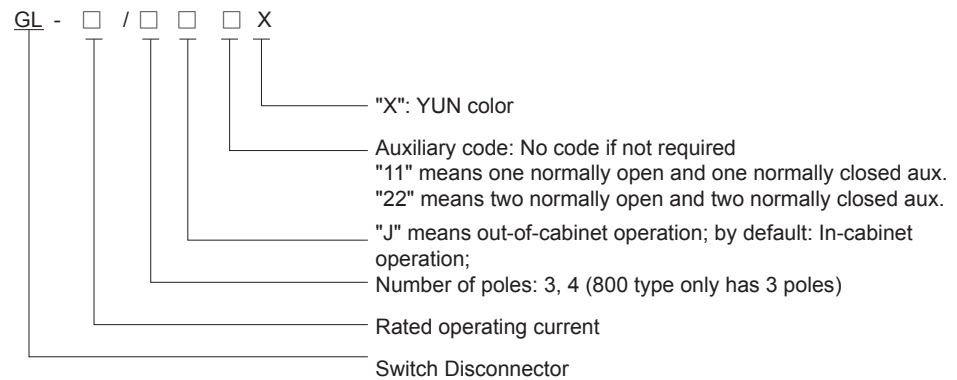 GL - □ / □ □ □ X
"X": YUN color
Auxiliary code: No code if not required
"11" means one normally open and one normally closed aux.
"22" means two normally open and two normally closed aux.
"J" means out-of-cabinet operation; by default: In-cabinet
operation;
Number of poles: 3, 4 (800 type only has 3 poles)
Rated operating current
Switch Disconnector